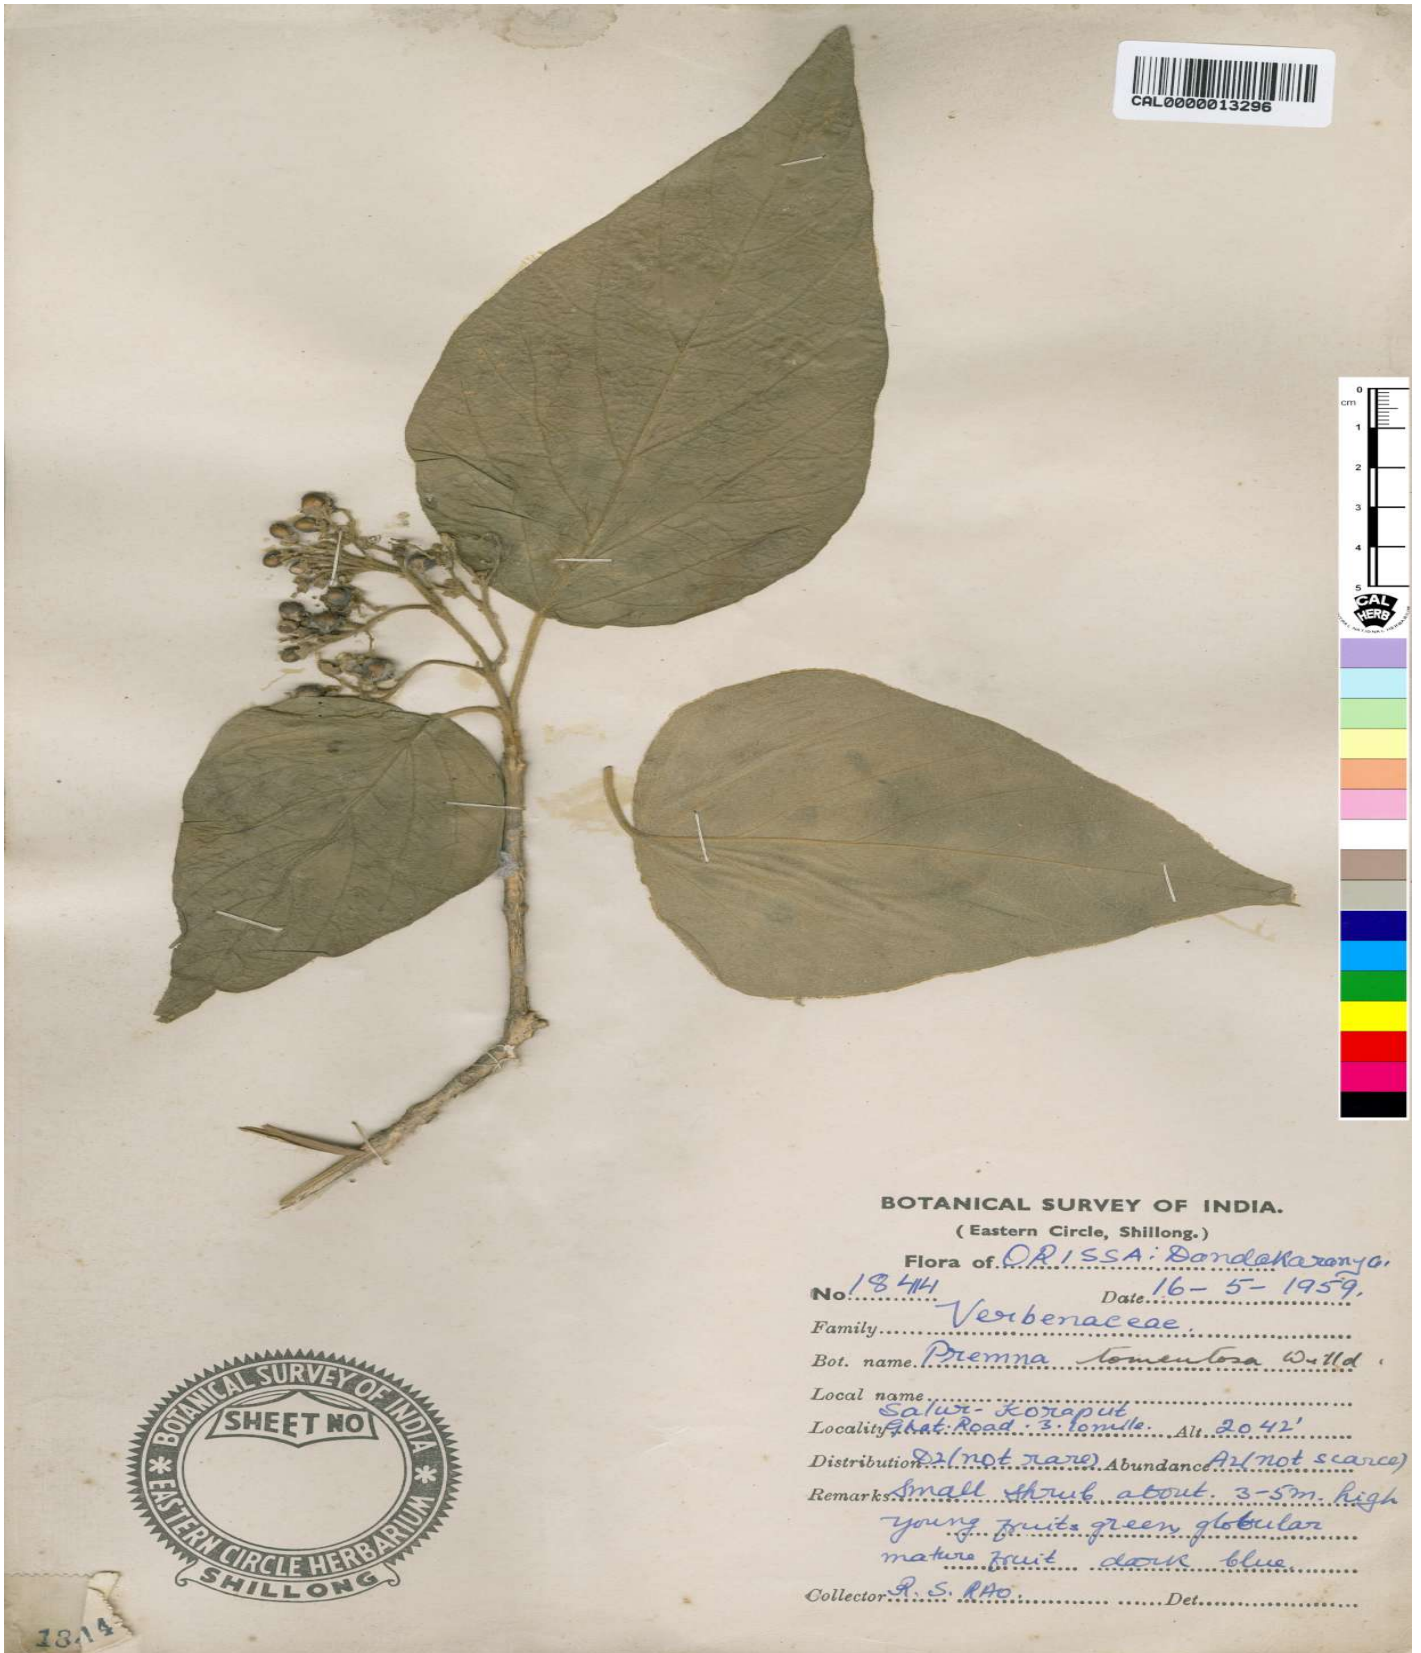 CAL0000013296
0
cm
1
2
3
4
5
CAL
HERB
BOTANICAL SURVEY OF INDIA.
(Eastern Circle, Shillong.)
Flora of ORISSA: Dandakaranya.
No 18414 Date 16-5-1959.
Family Verbenaceae.
Bot. name Premna tomentosa Willd.
Local name
Salur-Koraput
Locality Ghat Road. 3. Alt 2042'
Distribution D2 (not rare) Abundance A2 (not scarce)
Remarks Small shrub about. 3-5m. high
young fruits green, globular
mature fruit dark blue.
Collector R. S. RAO. Det.
BOTANICAL SURVEY OF INDIA
SHEET NO
EASTERN CIRCLE HERBARIUM
SHILLONG